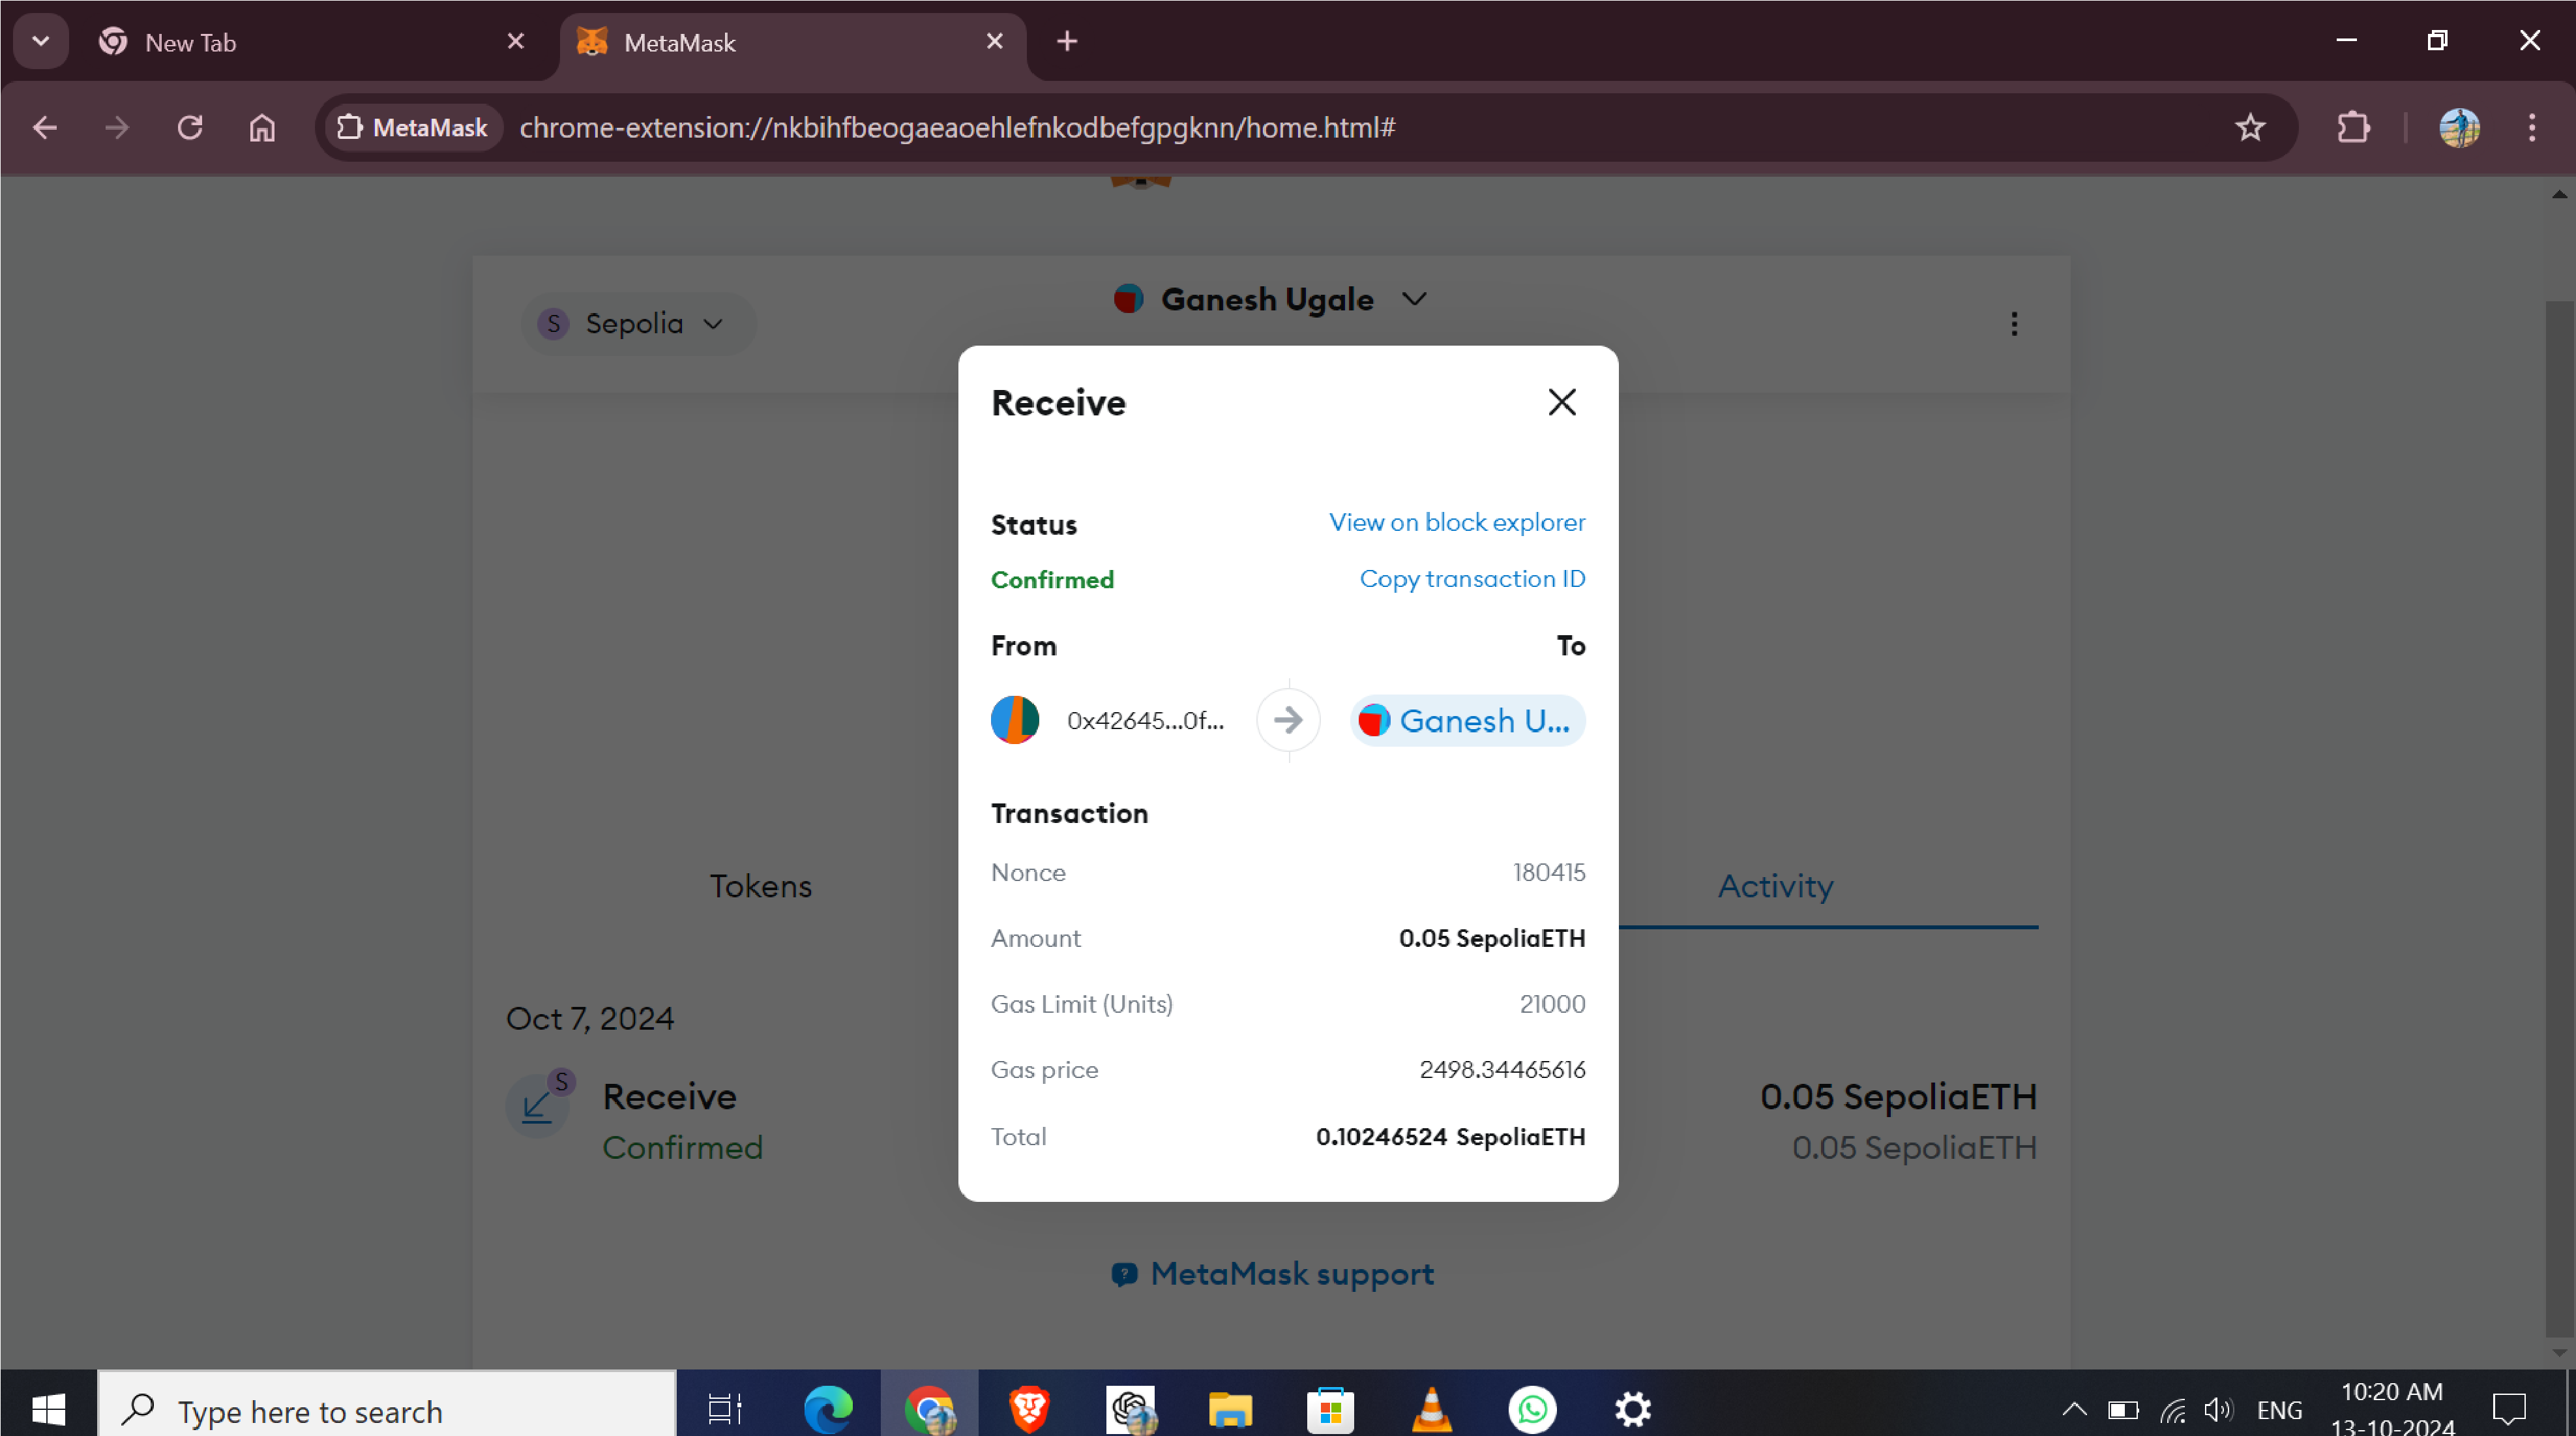 New Tab
MetaMask
MetaMask
chrome-extension://nkbihfbeogaeaoehlefnkodbefgpgknn/home.html#
S Sepolia
Ganesh Ugale
Receive
Status
View on block explorer
Confirmed
Copy transaction ID
From
To
0x42645...0f...
Ganesh U...
Transaction
Nonce
180415
Amount
0.05 SepoliaETH
Gas Limit (Units)
21000
Gas price
2498.34465616
Total
0.10246524 SepoliaETH
Tokens
Activity
Oct 7, 2024
S
Receive
Confirmed
0.05 SepoliaETH
0.05 SepoliaETH
MetaMask support
Type here to search
ENG
10:20 AM
13-10-2024